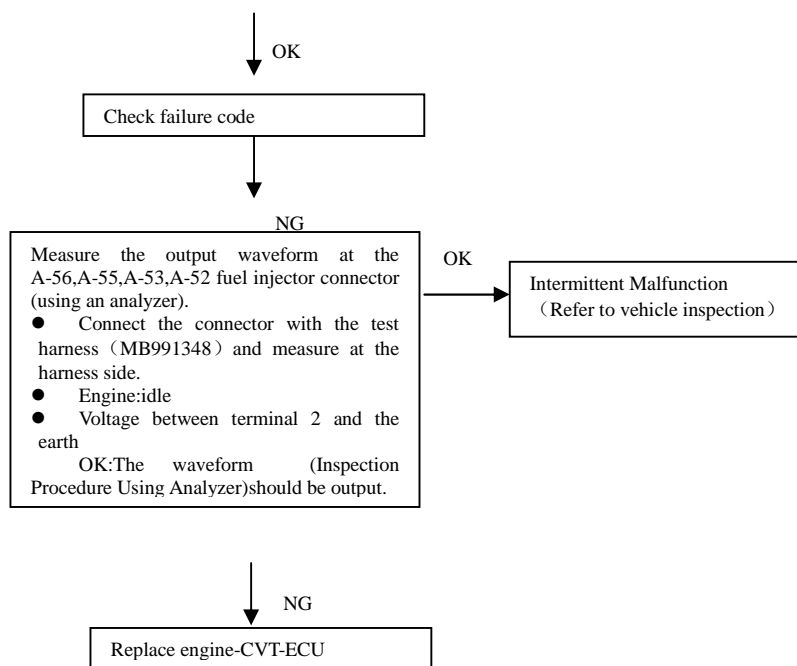 OK
Check failure code
NG
Measure the output waveform at the
A-56,A-55,A-53,A-52 fuel injector connector
(using an analyzer).
● Connect the connector with the test
harness（MB991348）and measure at the
harness side.
● Engine:idle
● Voltage between terminal 2 and the
earth
OK:The waveform (Inspection
Procedure Using Analyzer)should be output.
OK
Intermittent Malfunction
（Refer to vehicle inspection）
NG
Replace engine-CVT-ECU